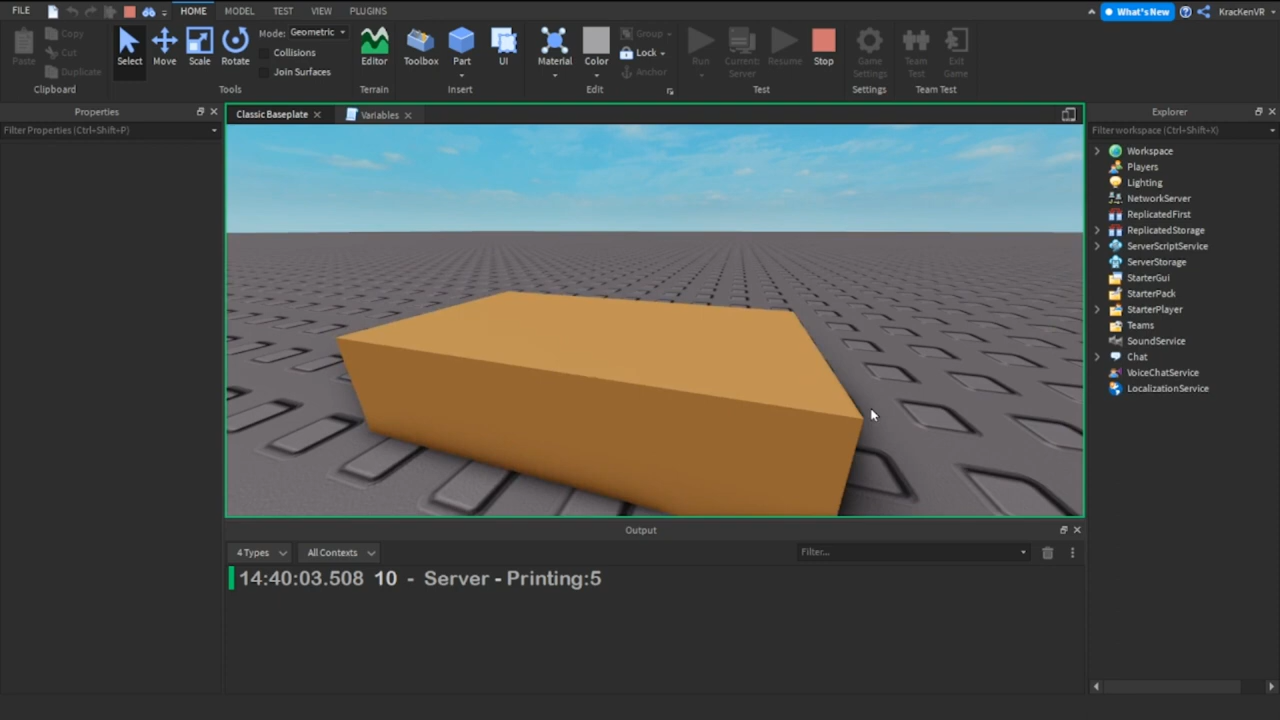 FILE HOME MODEL TEST VIEW PLUGINS What's New KracKenVR
Paste Copy Cut Duplicate Clipboard
Select Move Scale Rotate Mode: Geometric Collisions Join Surfaces Tools
Editor Terrain
Toolbox Part UI Insert
Material Color Group Lock Anchor Edit
Run Current: Server Resume Stop Test
Game Settings Settings
Team Test Exit Game Team Test
Properties
Filter Properties (Ctrl+Shift+P)
Classic Baseplate Variables
Explorer
Filter workspace (Ctrl+Shift+X)
Workspace
Players
Lighting
NetworkServer
ReplicatedFirst
ReplicatedStorage
ServerScriptService
ServerStorage
StarterGui
StarterPack
StarterPlayer
Teams
SoundService
Chat
VoiceChatService
LocalizationService
Output
4 Types All Contexts Filter...
14:40:03.508 10 - Server - Printing:5